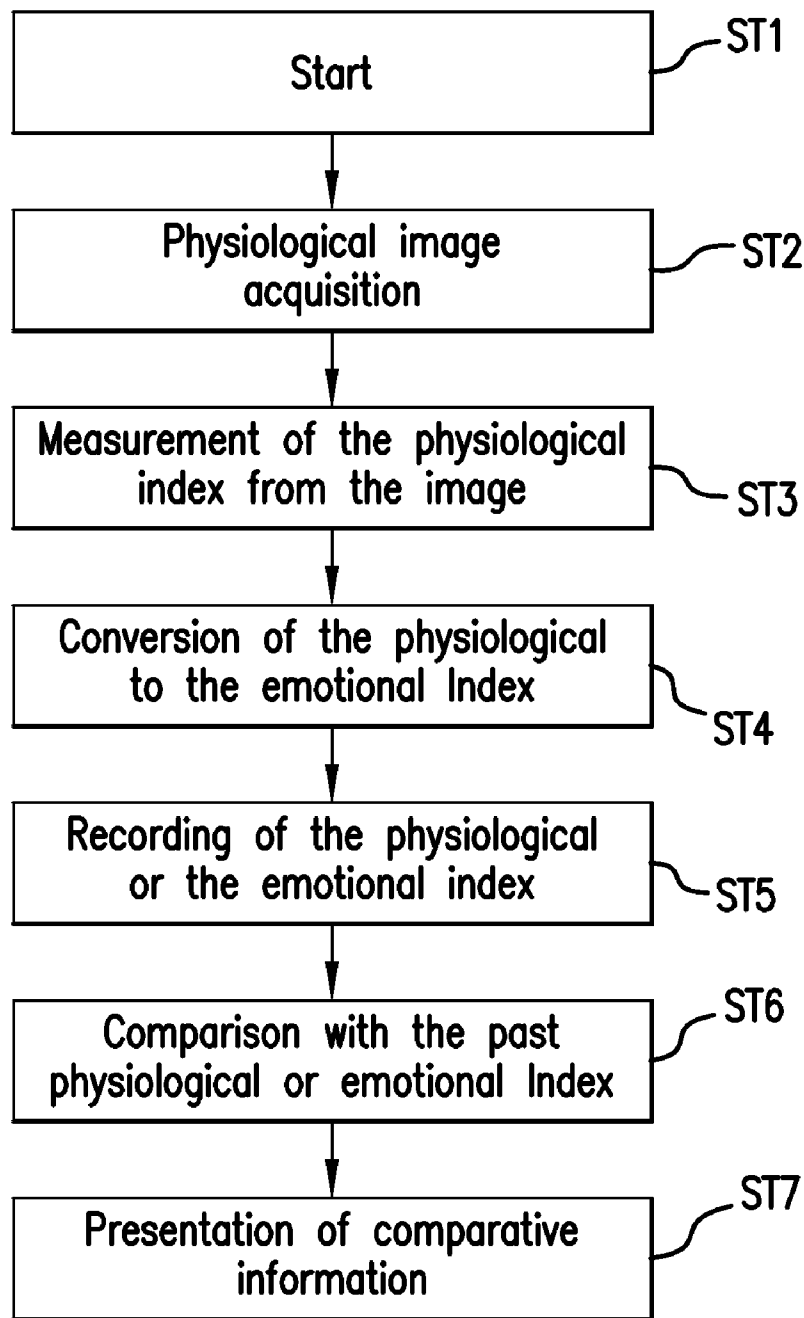 Start
ST1
Physiological image
acquisition
ST2
Measurement of the physiological
index from the image
ST3
Conversion of the physiological
to the emotional Index
ST4
Recording of the physiological
or the emotional index
ST5
Comparison with the past
physiological or emotional Index
ST6
Presentation of comparative
information
ST7